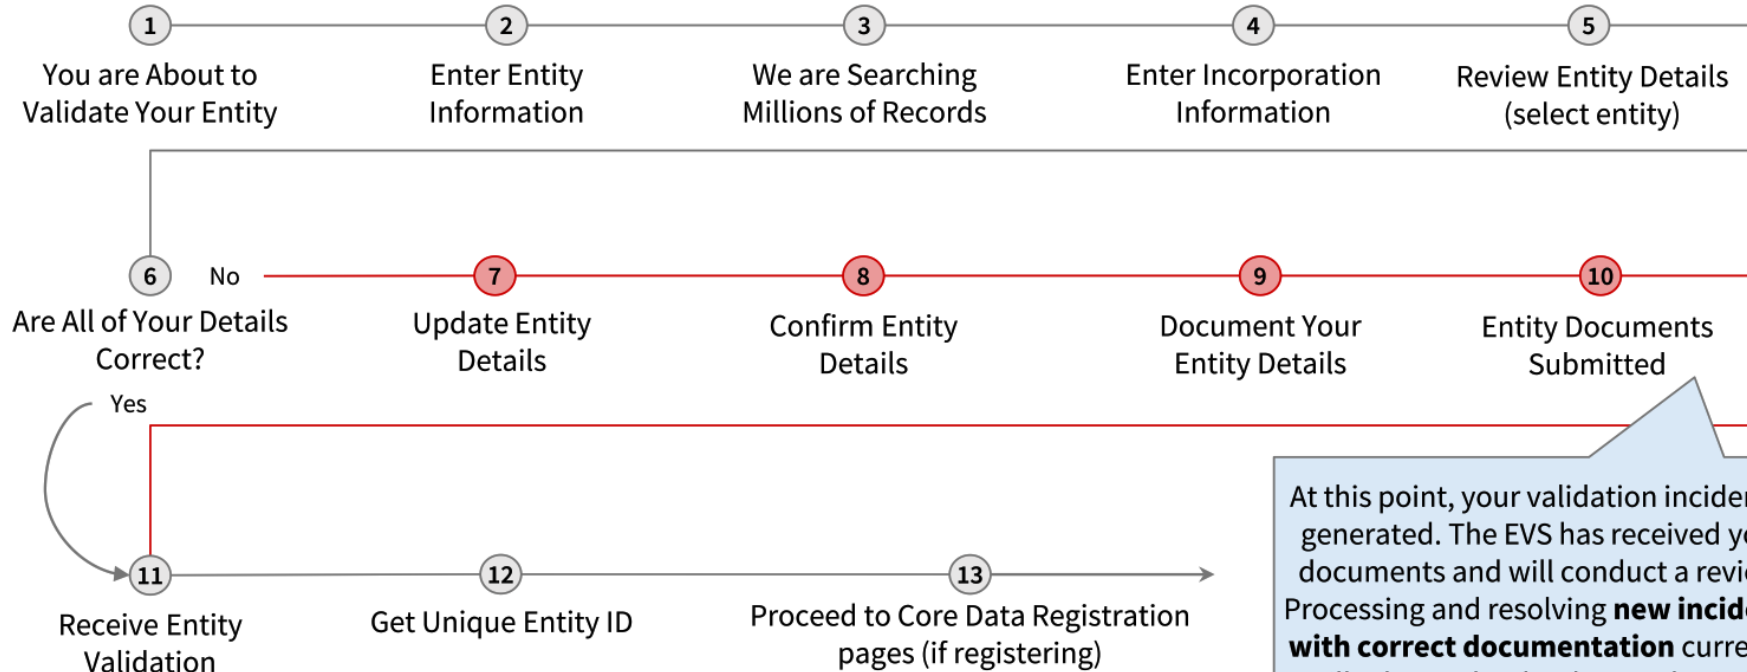 1
2
3
4
5
You are About to
Validate Your Entity
Enter Entity
Information
We are Searching
Millions of Records
Enter Incorporation
Information
Review Entity Details
(select entity)
6
No
7
8
9
10
Are All of Your Details
Correct?
Update Entity
Details
Confirm Entity
Details
Document Your
Entity Details
Entity Documents
Submitted
Yes
At this point, your validation
generated. The EVS has received
documents and will conduct a
Processing and resolving new
with correct documentation
11
12
13
Receive Entity
Validation
Get Unique Entity ID
Proceed to Core Data Registration
pages (if registering)